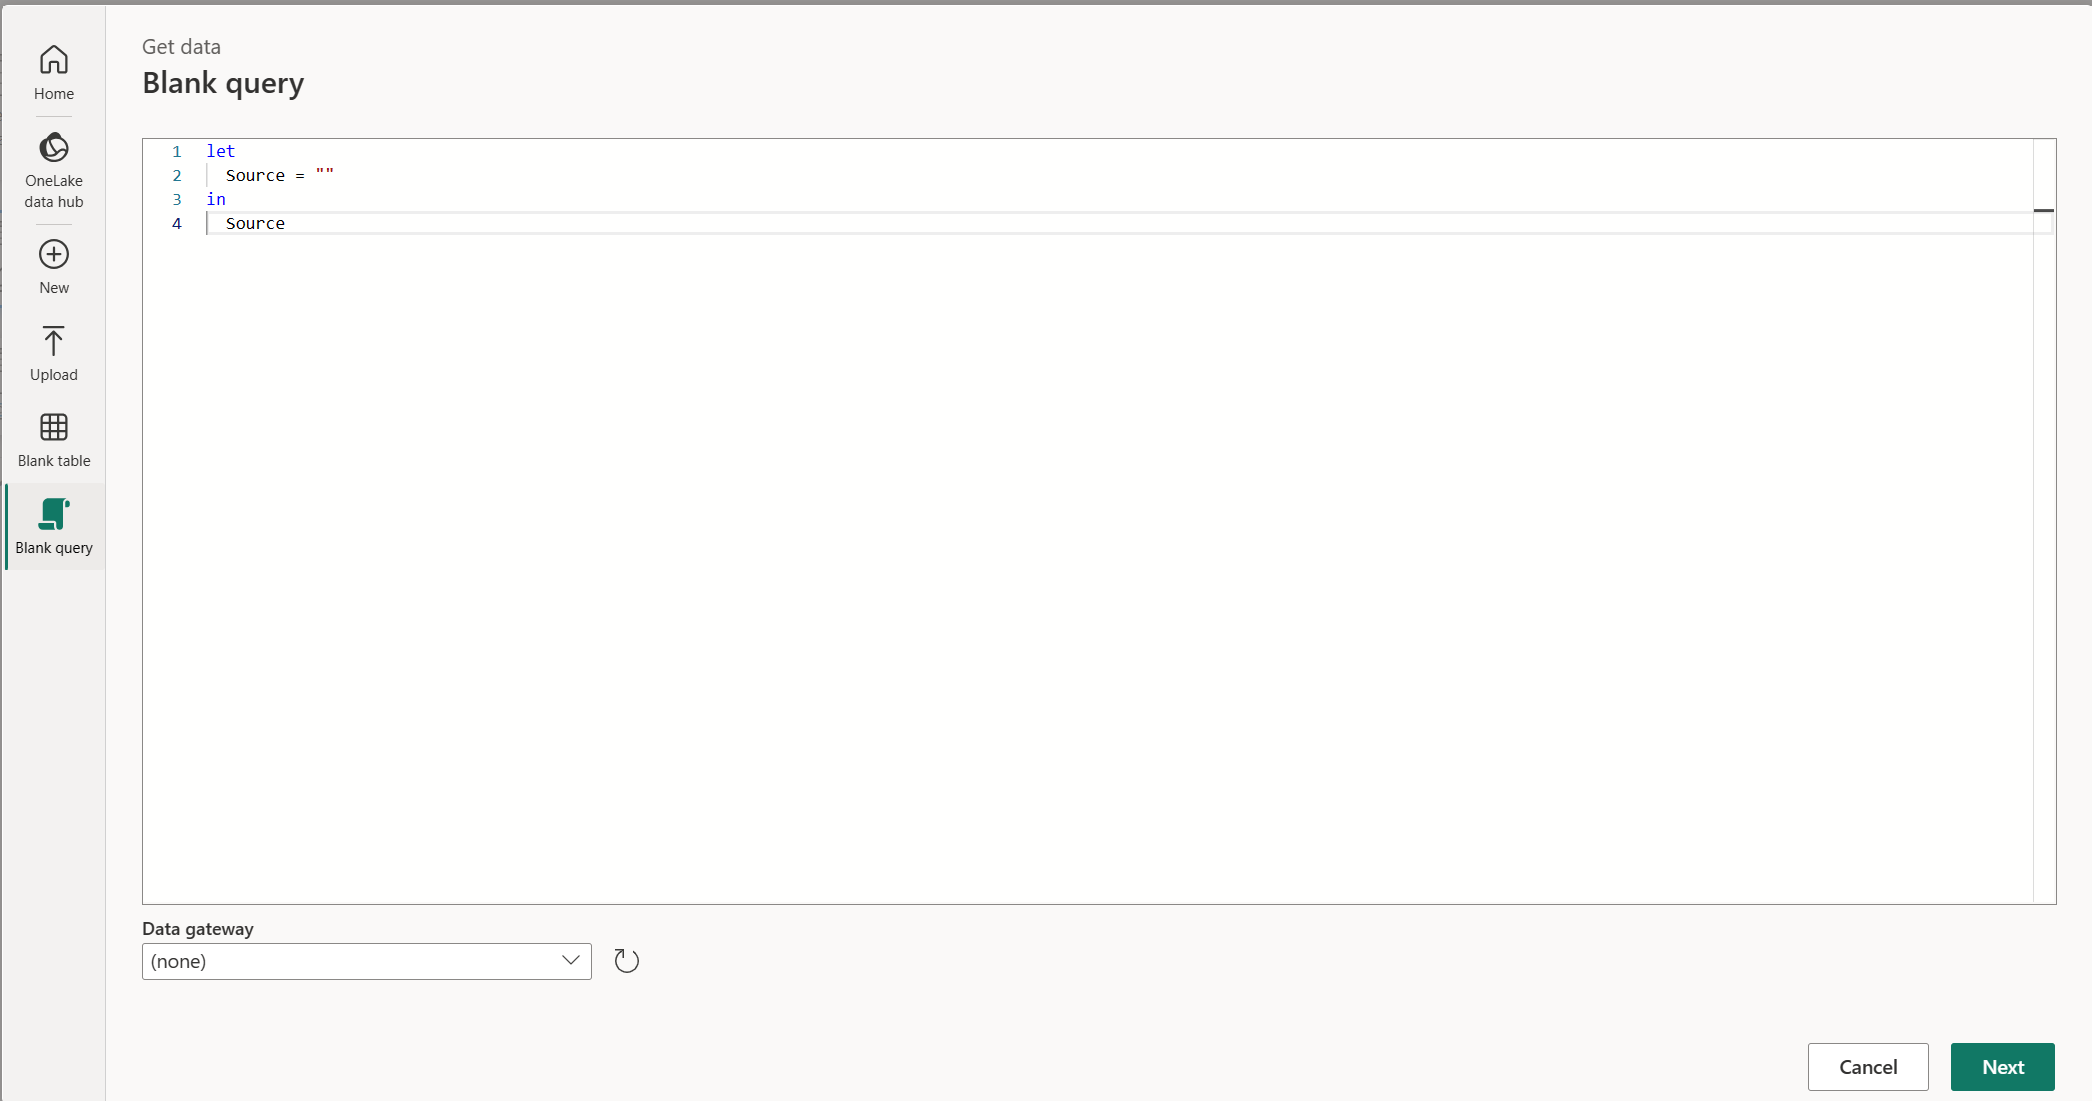 Home
OneLake
data hub
New
Upload
Blank table
Blank query
Get data
Blank query
1 let
2 Source = ""
3 in
4 Source
Data gateway
(none)
Cancel
Next